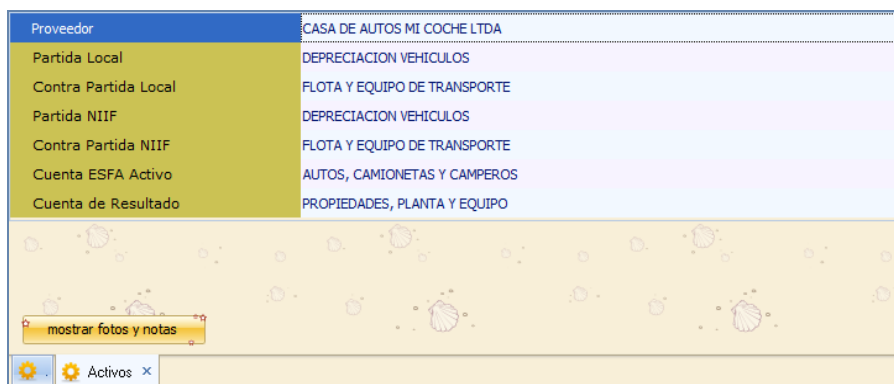 Proveedor CASA DE AUTOS MI COCHE LTDA
Partida Local DEPRECIACION VEHICULOS
Contra Partida Local FLOTA Y EQUIPO DE TRANSPORTE
Partida NIIF DEPRECIACION VEHICULOS
Contra Partida NIIF FLOTA Y EQUIPO DE TRANSPORTE
Cuenta ESFA Activo AUTOS, CAMIONETAS Y CAMPEROS
Cuenta de Resultado PROPIEDADES, PLANTA Y EQUIPO
mostrar fotos y notas
. Activos ×